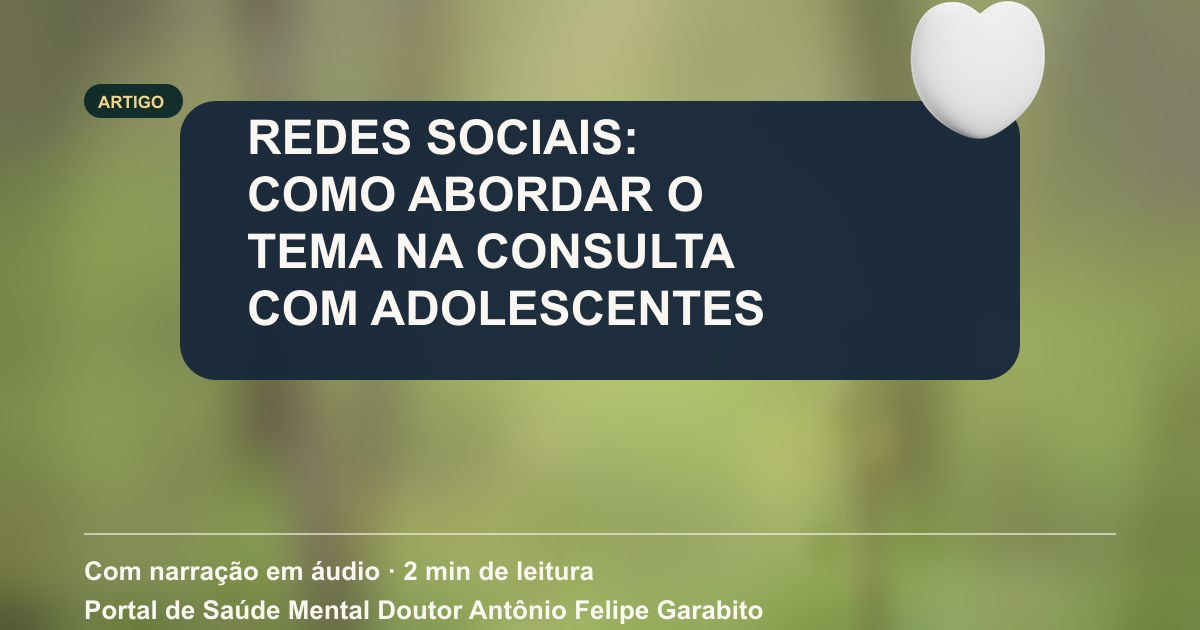 ARTIGO
REDES SOCIAIS:
COMO ABORDAR O
TEMA NA CONSULTA
COM ADOLESCENTES
Com narração em áudio · 2 min de leitura
Portal de Saúde Mental Doutor Antônio Felipe Garabito